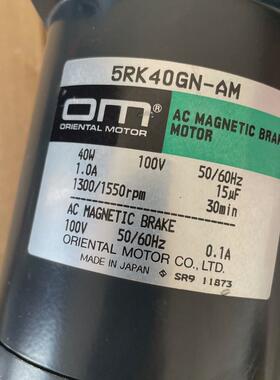 5RK40GN-AM
OM®
ORIENTAL MOTOR
AC MAGNETIC BRAKE
MOTOR
40W 100V 50/60Hz
1.0A 15µF
1300/1550rpm 30min
AC MAGNETIC BRAKE
100V 50/60Hz 0.1A
ORIENTAL MOTOR CO., LTD.
MADE IN JAPAN SR9 11873